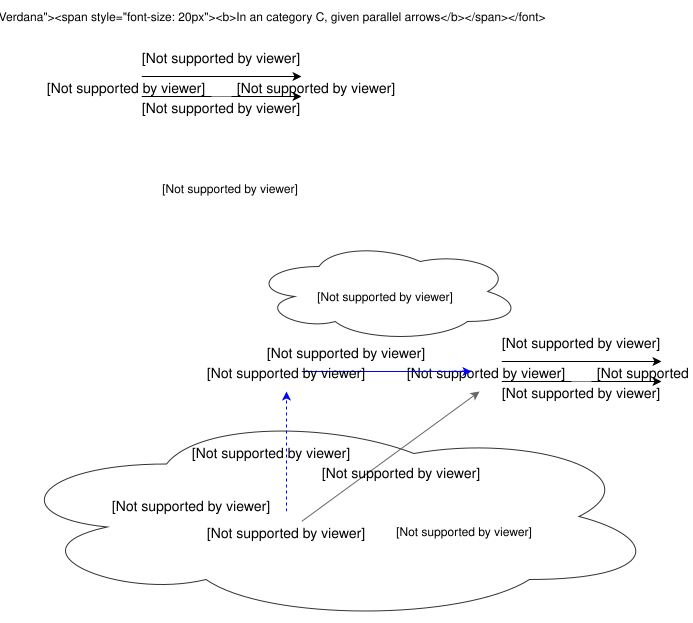 Verdana"><span style="font-size: 20px"><b>In an category C, given parallel arrows</b></span></font>
[Not supported by viewer]
[Not supported by viewer] [Not supported by viewer]
[Not supported by viewer]
[Not supported by viewer]
[Not supported by viewer]
[Not supported by viewer]
[Not supported by viewer]
[Not supported by viewer] [Not supported by viewer] [Not supported
[Not supported by viewer]
[Not supported by viewer]
[Not supported by viewer]
[Not supported by viewer]
[Not supported by viewer] [Not supported by viewer]